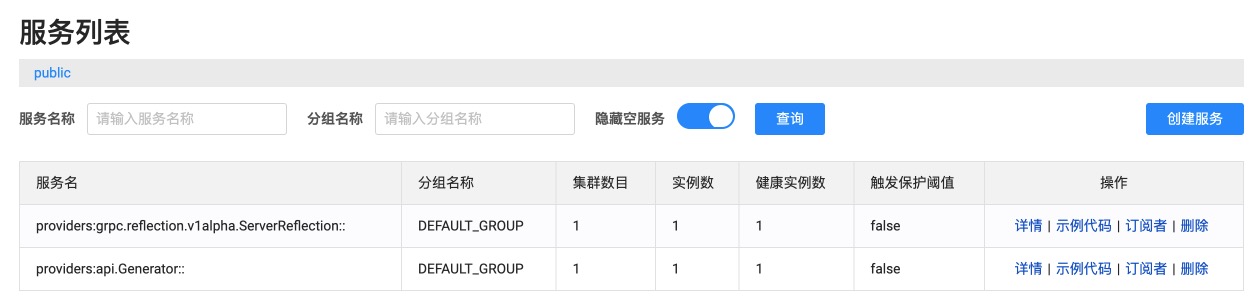 服务列表
public
服务名称 请输入服务名称 分组名称 请输入分组名称 隐藏空服务 查询 创建服务
服务名 分组名称 集群数目 实例数 健康实例数 触发保护阈值 操作
providers:grpc.reflection.v1alpha.ServerReflection:: DEFAULT_GROUP 1 1 1 false 详情 | 示例代码 | 订阅者 | 删除
providers:api.Generator:: DEFAULT_GROUP 1 1 1 false 详情 | 示例代码 | 订阅者 | 删除